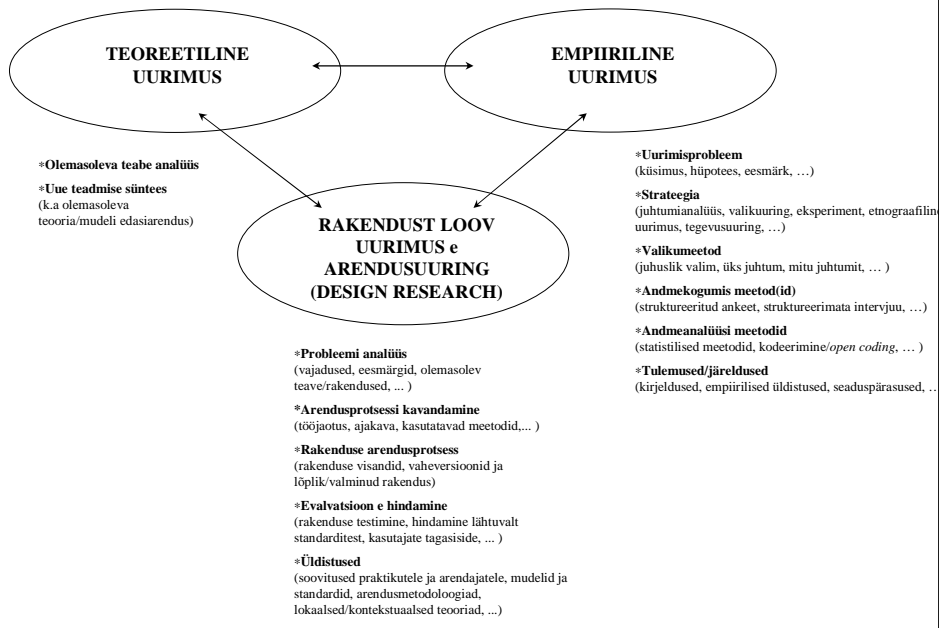 TEOREETILINE
UURIMUS
EMPIIRILINE
UURIMUS
*Olemasoleva teabe analüüs
*Uue teadmise süntees
(k.a olemasoleva
teooria/mudeli edasiarendus)
RAKENDUST LOOV
UURIMUS e
ARENDUSUURING
(DESIGN RESEARCH)
*Uurimisprobleem
(küsimus, hüpotees, eesmärk, …)
*Strateegia
(juhtumianalüüs, valikuuring, eksperiment, etnograafiline
uurimus, tegevusuuring, …)
*Valikumeetod
(juhuslik valim, üks juhtum, mitu juhtumit, … )
*Andmekogumis meetod(id)
(struktureeritud ankeet, struktureerimata intervjuu, …)
*Andmeanalüüsi meetodid
(statistilised meetodid, kodeerimine/open coding, … )
*Tulemused/järeldused
(kirjeldused, empiirilised üldistused, seaduspärasused, …
*Probleemi analüüs
(vajadused, eesmärgid, olemasolev
teave/rakendused, ... )
*Arendusprotsessi kavandamine
(tööjaotus, ajakava, kasutatavad meetodid,... )
*Rakenduse arendusprotsess
(rakenduse visandid, vaheversioonid ja
lõplik/valminud rakendus)
*Evalvatsioon e hindamine
(rakenduse testimine, hindamine lähtuvalt
standarditest, kasutajate tagasiside, ... )
*Üldistused
(soovitused praktikutele ja arendajatele, mudelid ja
standardid, arendusmetodoloogiad,
lokaalsed/kontekstuaalsed teooriad, ...)